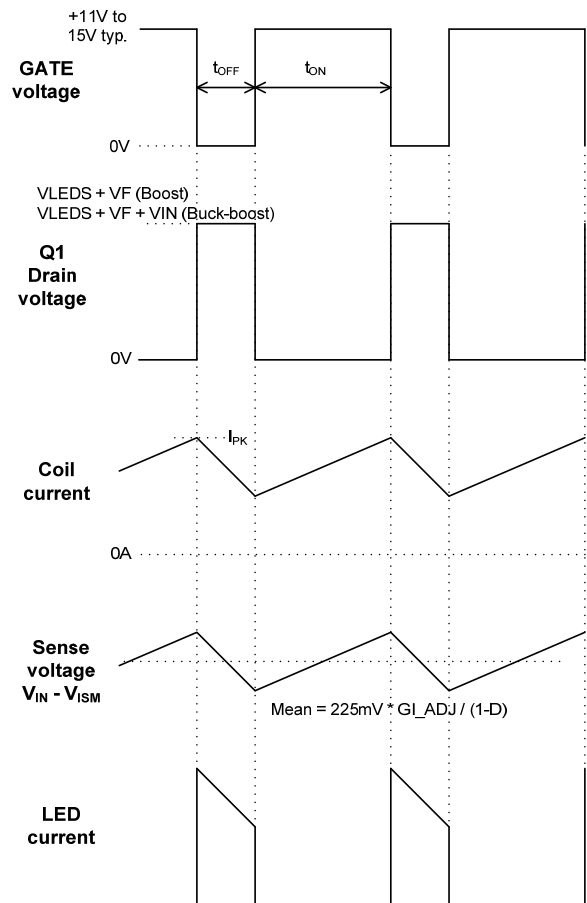 +11V to
15V typ.
GATE
voltage
tOFF
tON
0V
VLEDS + VF (Boost)
VLEDS + VF + VIN (Buck-boost)
Q1
Drain
voltage
0V
IPK
Coil
current
0A
Sense
voltage
VIN - VISM
Mean = 225mV * GI_ADJ / (1-D)
LED
current